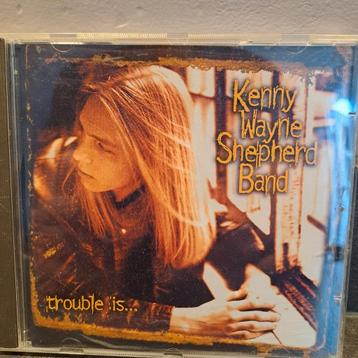 Kenny
Wayne
Shepherd
Band
trouble is...